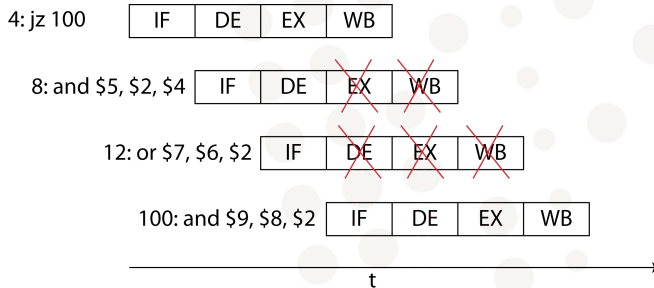 4: jz 100 IF DE EX WB
8: and $5, $2, $4 IF DE EX WB
12: or $7, $6, $2 IF DE EX WB
100: and $9, $8, $2 IF DE EX WB
t